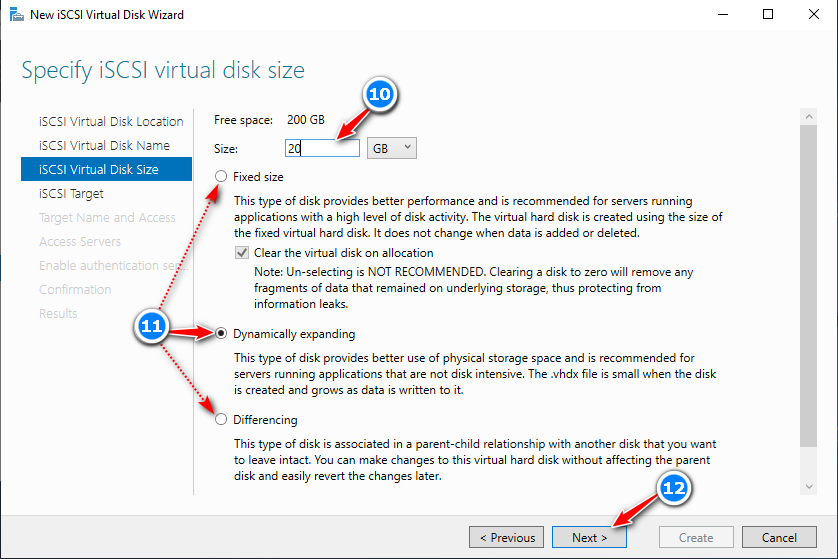 New iSCSI Virtual Disk Wizard
Specify iSCSI virtual disk size
iSCSI Virtual Disk Location
iSCSI Virtual Disk Name
iSCSI Virtual Disk Size
iSCSI Target
Target Name and Access
Access Servers
Enable authentication ser...
Confirmation
Results
10
Free space: 200 GB
Size: 20 GB
Fixed size
This type of disk provides better performance and is recommended for servers running
applications with a high level of disk activity. The virtual hard disk is created using the size of
the fixed virtual hard disk. It does not change when data is added or deleted.
Clear the virtual disk on allocation
Note: Un-selecting is NOT RECOMMENDED. Clearing a disk to zero will remove any
fragments of data that remained on underlying storage, thus protecting from
information leaks.
11
Dynamically expanding
This type of disk provides better use of physical storage space and is recommended for
servers running applications that are not disk intensive. The .vhdx file is small when the disk
is created and grows as data is written to it.
Differencing
This type of disk is associated in a parent-child relationship with another disk that you want
to leave intact. You can make changes to this virtual hard disk without affecting the parent
disk and easily revert the changes later.
12
< Previous Next > Create Cancel